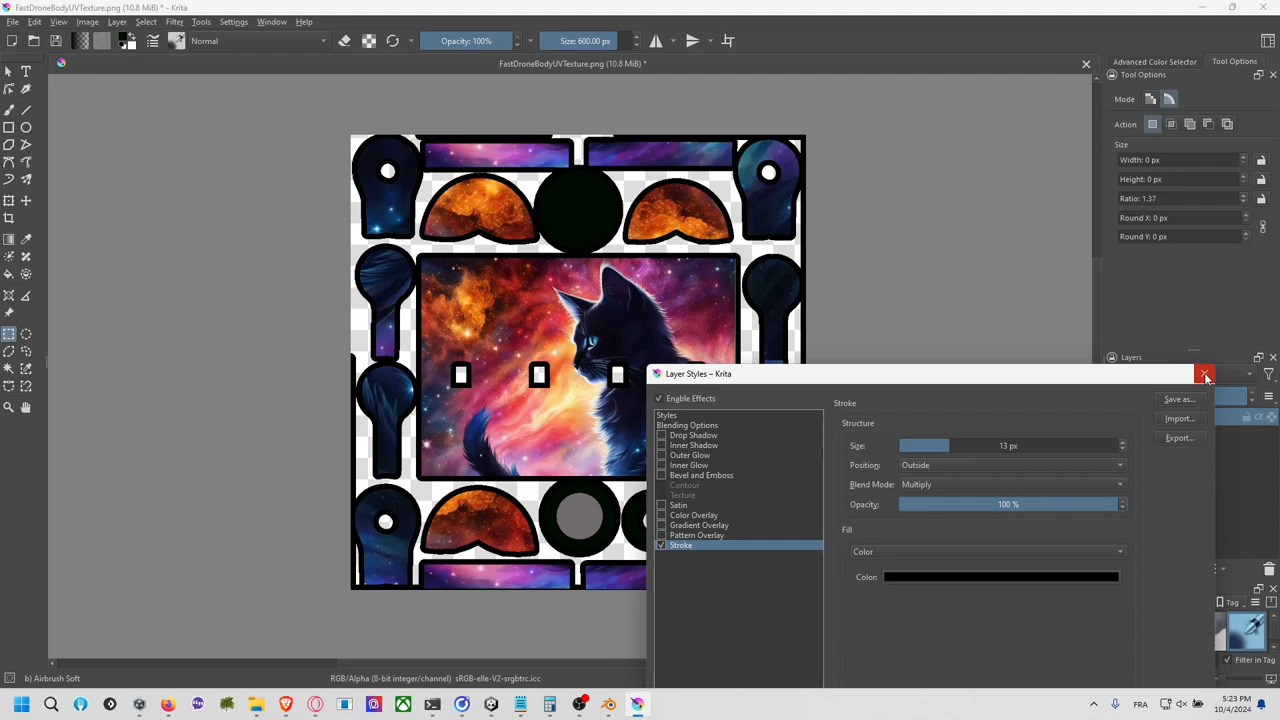 FastDroneBodyUVTexture.png (10.8 MiB) * – Krita
File Edit View Image Layer Select Filter Tools Settings Window Help
Normal
Opacity: 100%
Size: 600.00 px
FastDroneBodyUVTexture.png (10.8 MiB) *
Advanced Color Selector
Tool Options
Tool Options
Mode
Action
Size
Width: 0 px
Height: 0 px
Ratio: 1.37
Round X: 0 px
Round Y: 0 px
Layers
Layer Styles – Krita
Enable Effects
Styles
Blending Options
Drop Shadow
Inner Shadow
Outer Glow
Inner Glow
Bevel and Emboss
Contour
Texture
Satin
Color Overlay
Gradient Overlay
Pattern Overlay
Stroke
Stroke
Structure
Size: 13 px
Position: Outside
Blend Mode: Multiply
Opacity: 100 %
Fill
Color
Color:
Save as...
Import...
Export...
Tag
Filter in Tag
b) Airbrush Soft
RGB/Alpha (8-bit integer/channel) sRGB-elle-V2-srgbtrc.icc
FRA
5:23 PM
10/4/2024